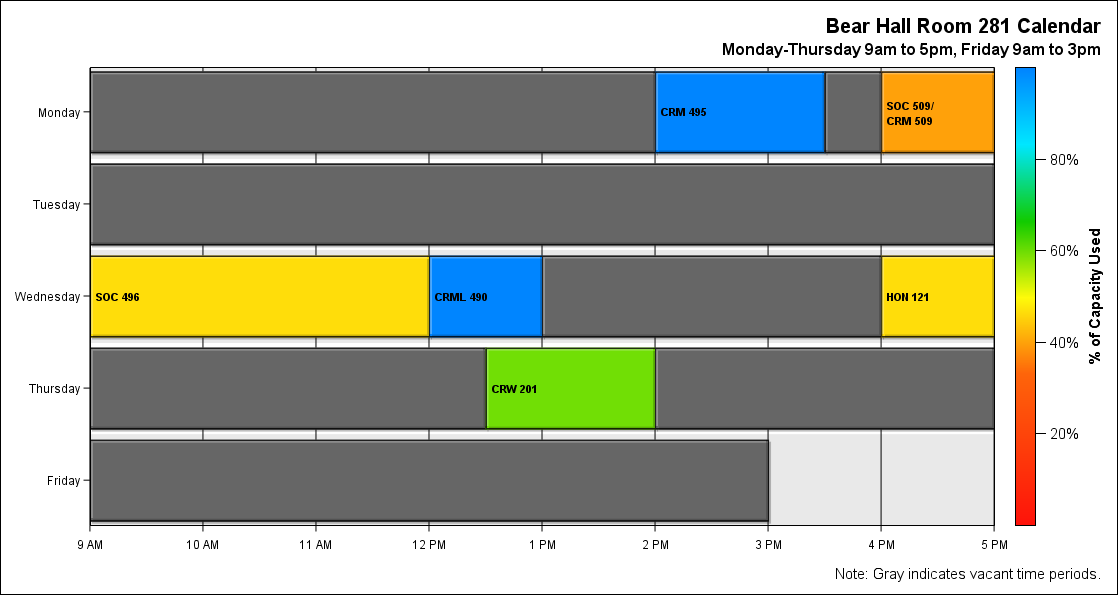 Bear Hall Room 281 Calendar
Monday-Thursday 9am to 5pm, Friday 9am to 3pm
Monday
CRM 495
SOC 509/
CRM 509
Tuesday
Wednesday
SOC 496
CRML 490
HON 121
Thursday
CRW 201
Friday
9 AM
10 AM
11 AM
12 PM
1 PM
2 PM
3 PM
4 PM
5 PM
80%
60%
40%
20%
% of Capacity Used
Note: Gray indicates vacant time periods.